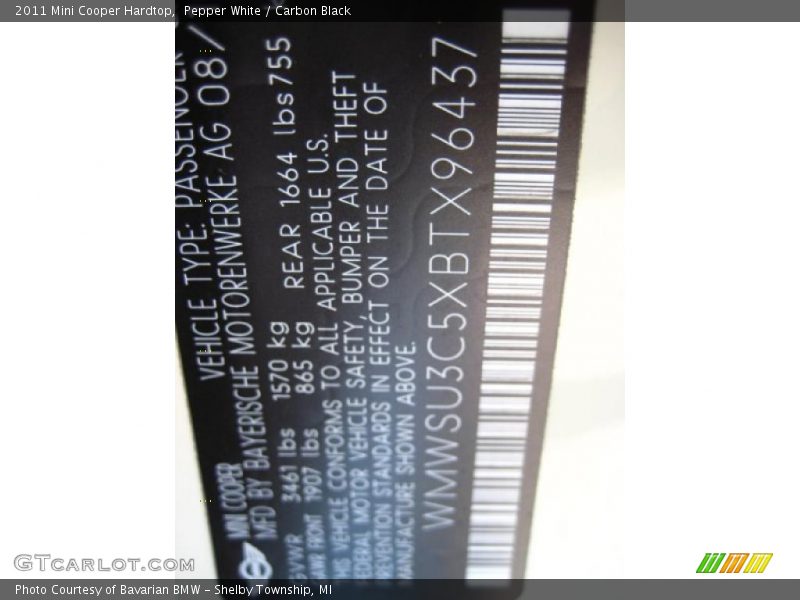 2011 Mini Cooper Hardtop, Pepper White / Carbon Black
MINI COOPER
VEHICLE TYPE: PASSENGER
MFD BY BAYERISCHE MOTORENWERKE AG 08/
GVWR 3461 lbs 1570 kg
GAWR FRONT 1907 lbs 865 kg REAR 1664 lbs 755
THIS VEHICLE CONFORMS TO ALL APPLICABLE U.S.
FEDERAL MOTOR VEHICLE SAFETY, BUMPER AND THEFT
PREVENTION STANDARDS IN EFFECT ON THE DATE OF
MANUFACTURE SHOWN ABOVE.
WMWSU3C5XBTX96437
GTCARLOT.COM
Photo Courtesy of Bavarian BMW – Shelby Township, MI